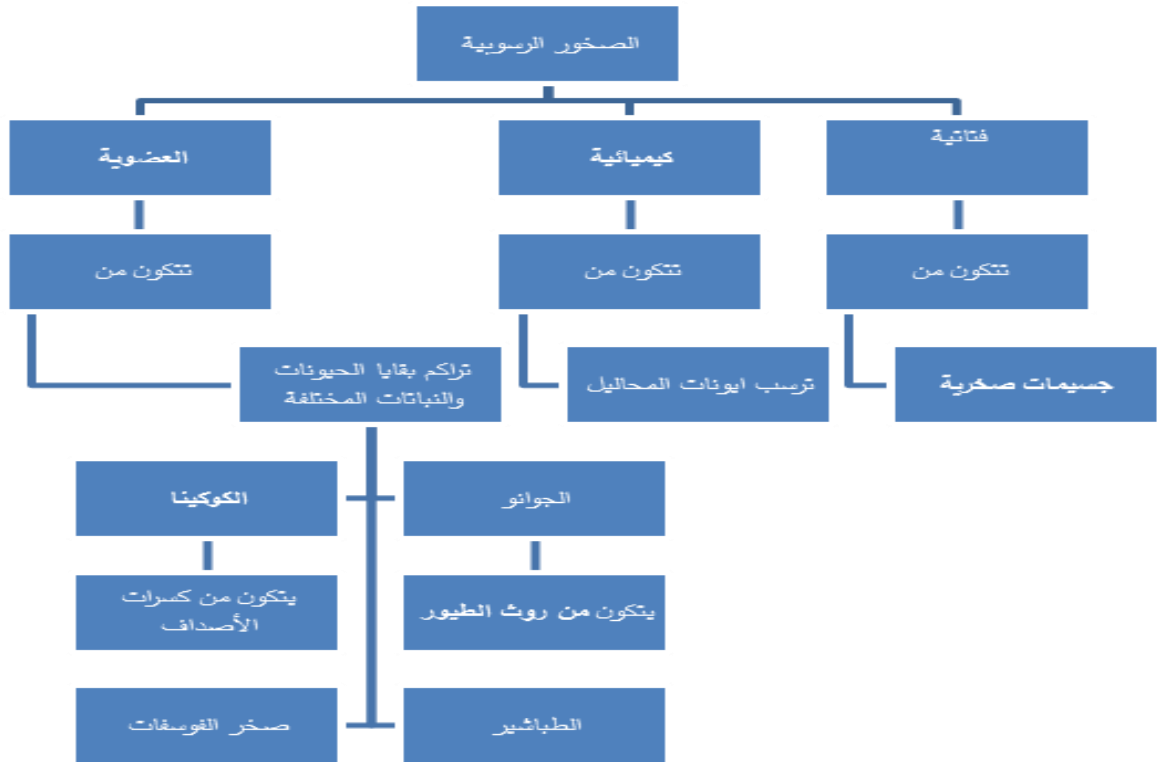 الصخور الرسوبية
فتاتية
كيميائية
العضوية
تتكون من
تتكون من
تتكون من
جسيمات صخرية
ترسب ايونات المحاليل
تراكم بقايا الحيونات
والنباتات المختلفة
الجوانو
الكوكينا
يتكون من روث الطيور
يتكون من كسرات
الأصداف
الطباشير
صخر الفوسفات